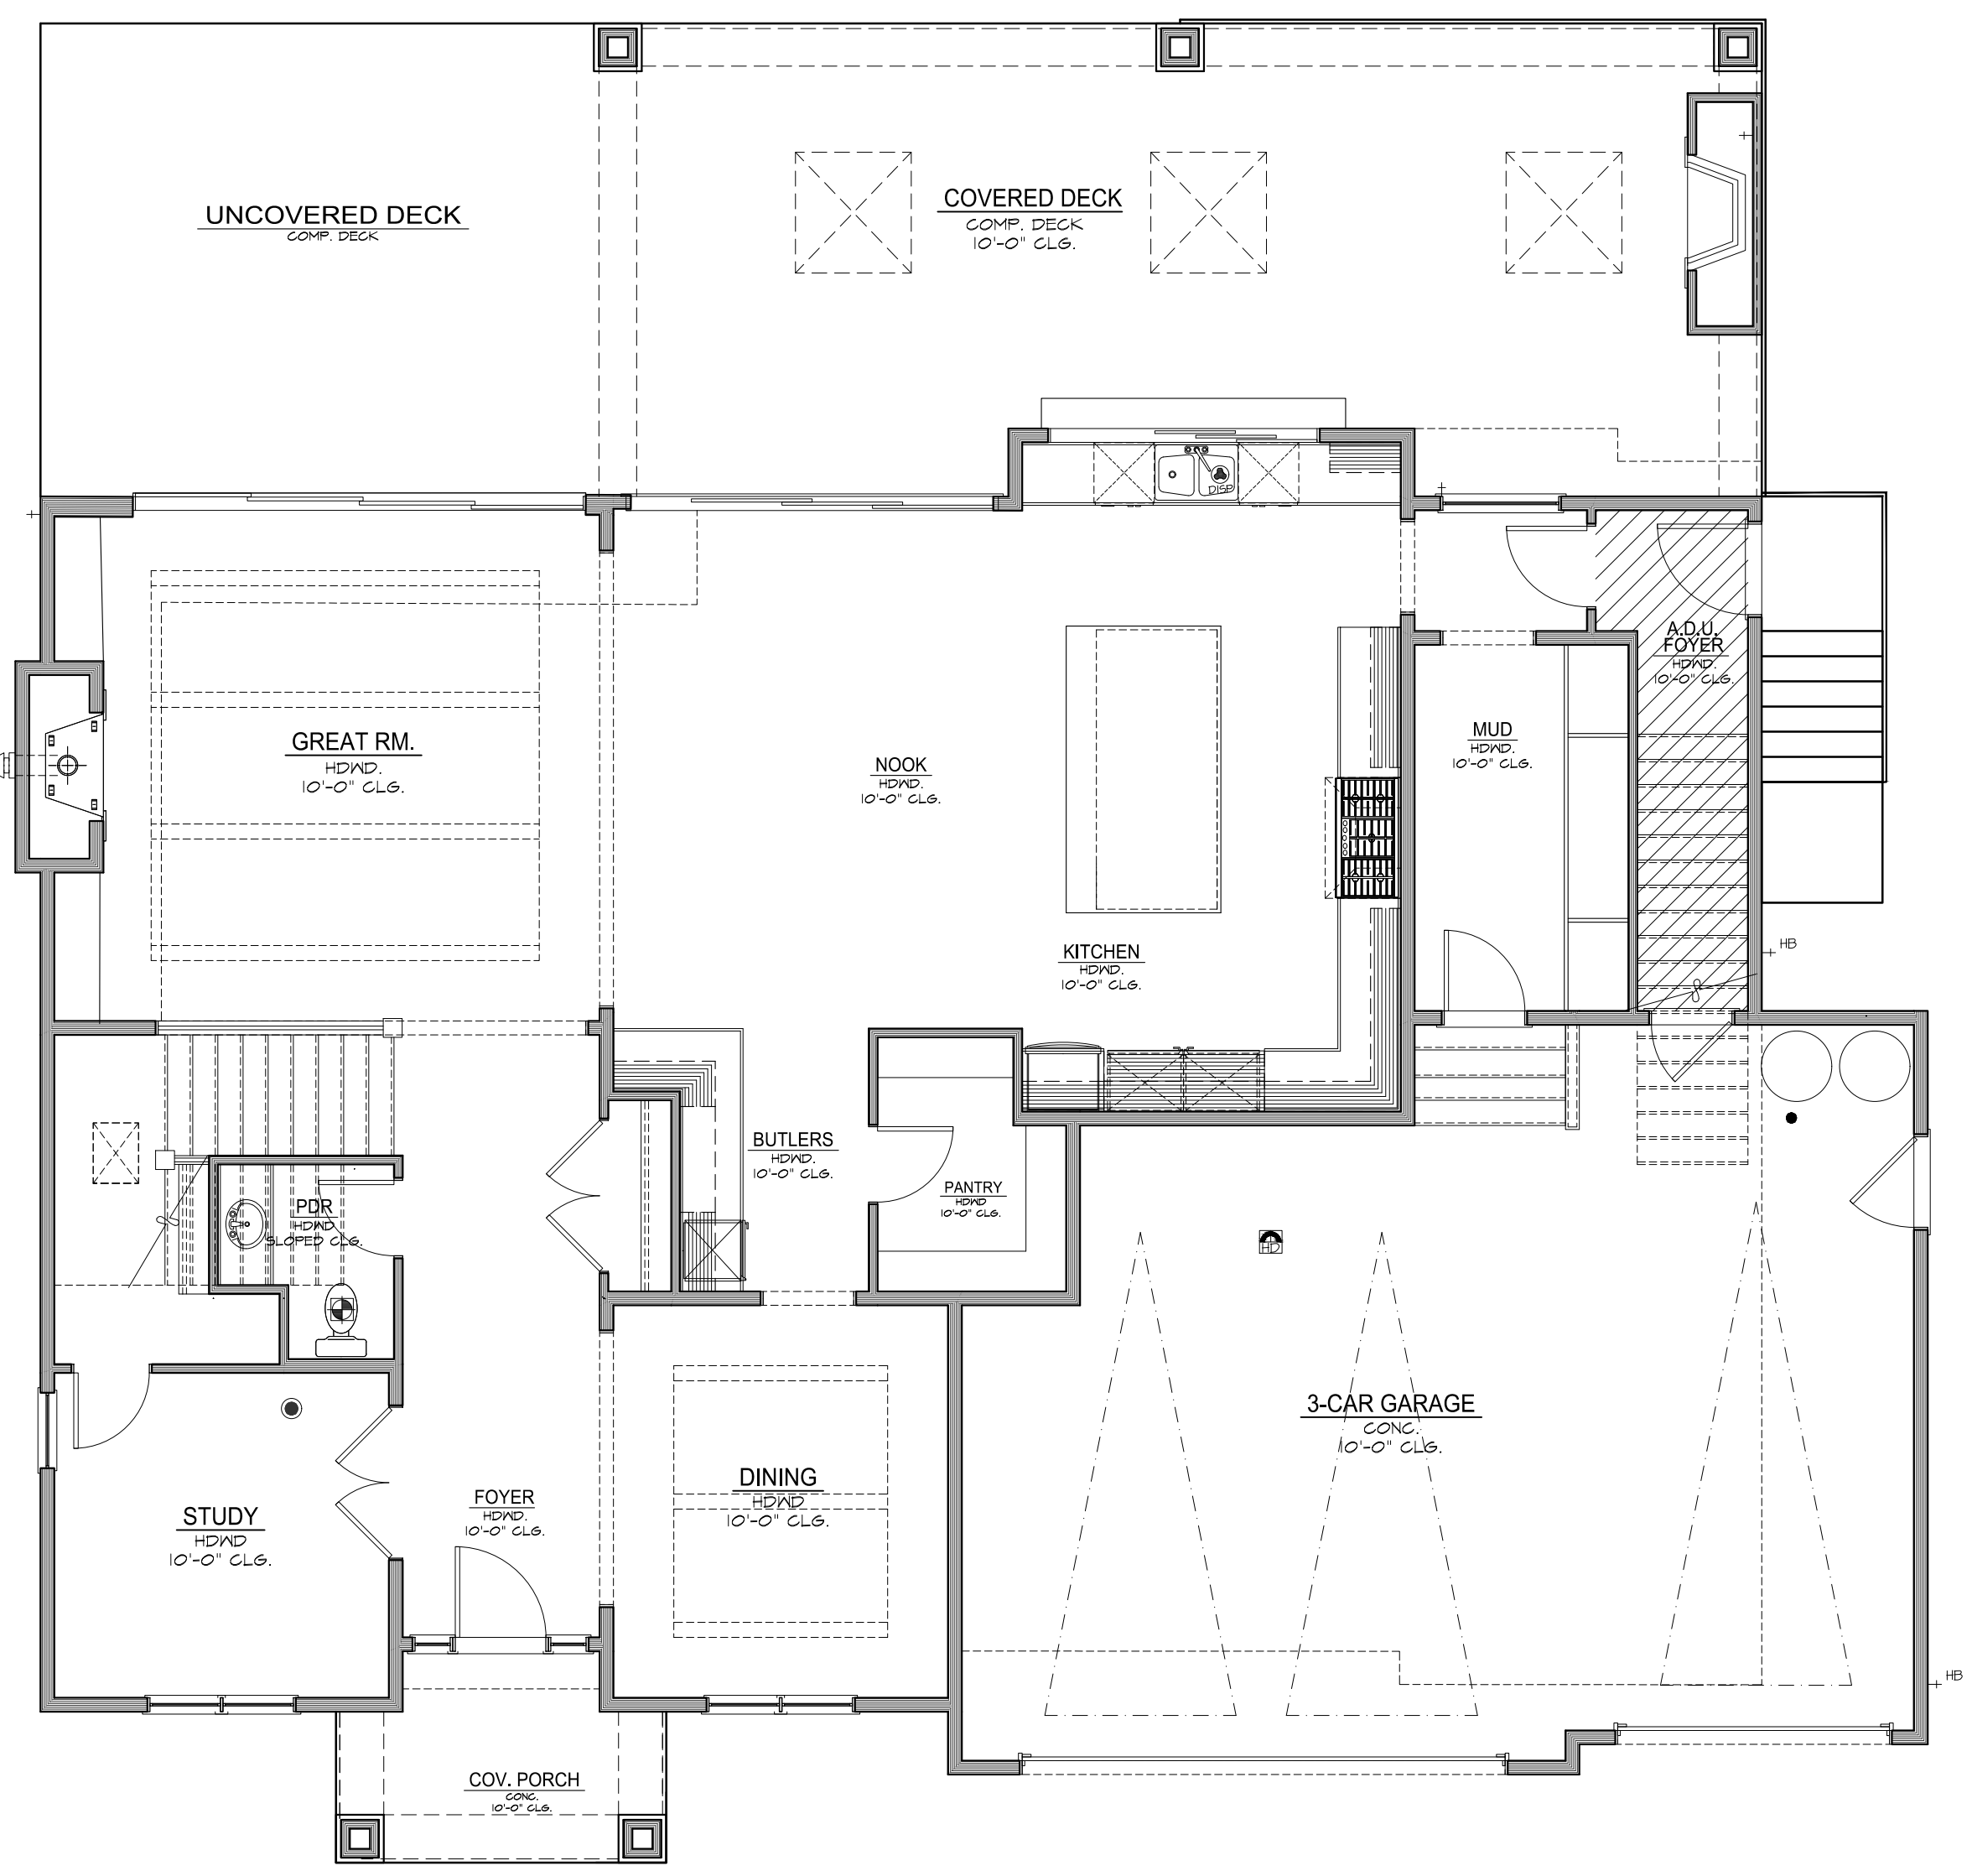 UNCOVERED DECK
COMP. DECK
COVERED DECK
COMP. DECK
10'-0" CLG.
DISP
A.D.U.
FOYER
HDWD.
10'-0" CLG.
GREAT RM.
HDWD.
10'-0" CLG.
NOOK
HDWD.
10'-0" CLG.
MUD
HDWD.
10'-0" CLG.
KITCHEN
HDWD.
10'-0" CLG.
HB
BUTLERS
HDWD.
10'-0" CLG.
PANTRY
HDWD
10'-0" CLG.
PDR
HDWD
SLOPED CLG.
HD
3-CAR GARAGE
CONC.
10'-0" CLG.
DINING
HDWD
10'-0" CLG.
FOYER
HDWD.
10'-0" CLG.
STUDY
HDWD
10'-0" CLG.
HB
COV. PORCH
CONC.
10'-0" CLG.